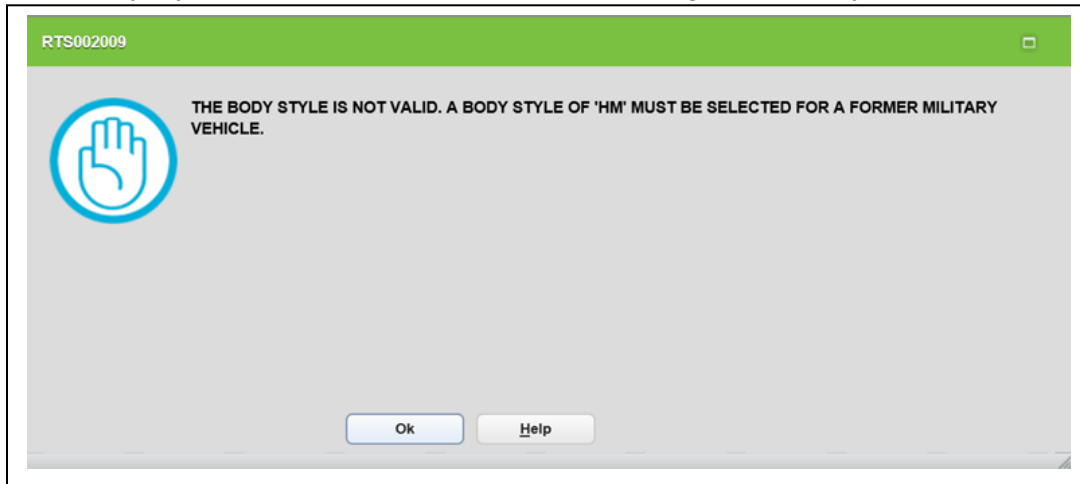 RTS002009
THE BODY STYLE IS NOT VALID. A BODY STYLE OF 'HM' MUST BE SELECTED FOR A FORMER MILITARY
VEHICLE.
Ok
Help